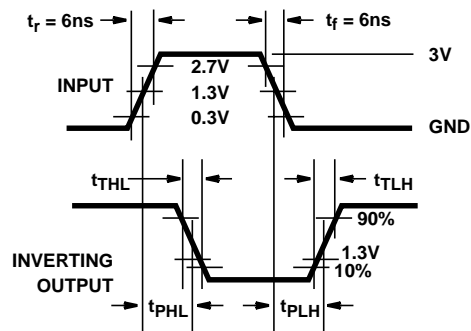 tr = 6ns
tf = 6ns
3V
2.7V
INPUT
1.3V
0.3V
GND
tTHL
tTLH
90%
1.3V
INVERTING
OUTPUT
10%
tPHL
tPLH